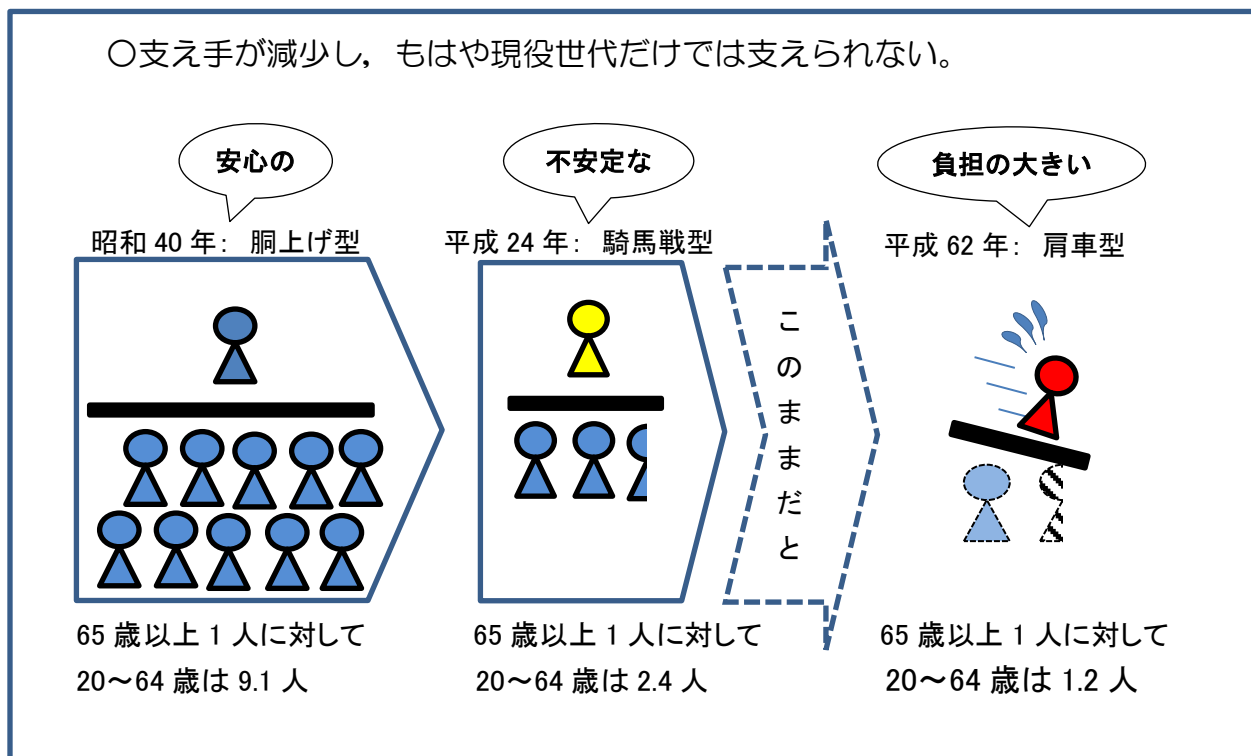 〇支え手が減少し，もはや現役世代だけでは支えられない。
安心の
昭和 40 年： 胴上げ型
65 歳以上 1 人に対して
20～64 歳は 9.1 人
不安定な
平成 24 年： 騎馬戦型
65 歳以上 1 人に対して
20～64 歳は 2.4 人
このままだと
負担の大きい
平成 62 年： 肩車型
65 歳以上 1 人に対して
20～64 歳は 1.2 人